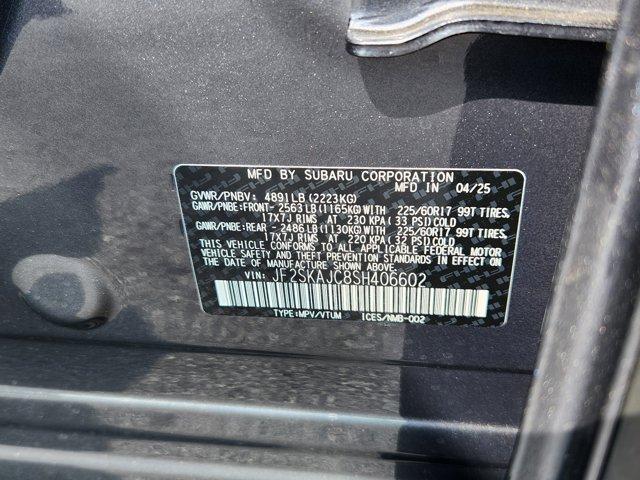 MFD BY SUBARU CORPORATION
MFD IN 04/25
GVWR/PNBV: 4891LB (2223KG)
GAWR/PNBE:FRONT- 2563LB(1165KG)WITH 225/60R17 99T TIRES,
17X7J RIMS AT 230 KPA(33 PSI)COLD
GAWR/PNBE:REAR - 2486LB(1130KG)WITH 225/60R17 99T TIRES,
17X7J RIMS AT 220 KPA(32 PSI)COLD
THIS VEHICLE CONFORMS TO ALL APPLICABLE FEDERAL MOTOR
VEHICLE SAFETY AND THEFT PREVENTION STANDARDS IN EFFECT ON
THE DATE OF MANUFACTURE SHOWN ABOVE.
VIN: JF2SKAJC8SH406602
TYPE:MPV/VTUM ICES/NMB-002